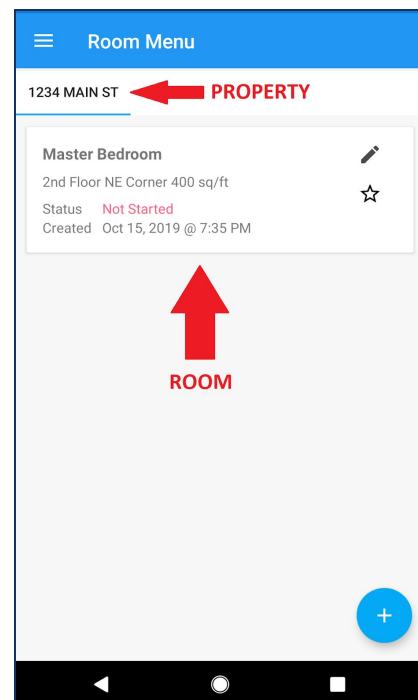 Room Menu
1234 MAIN ST
PROPERTY
Master Bedroom
2nd Floor NE Corner 400 sq/ft
Status Not Started
Created Oct 15, 2019 @ 7:35 PM
ROOM
+